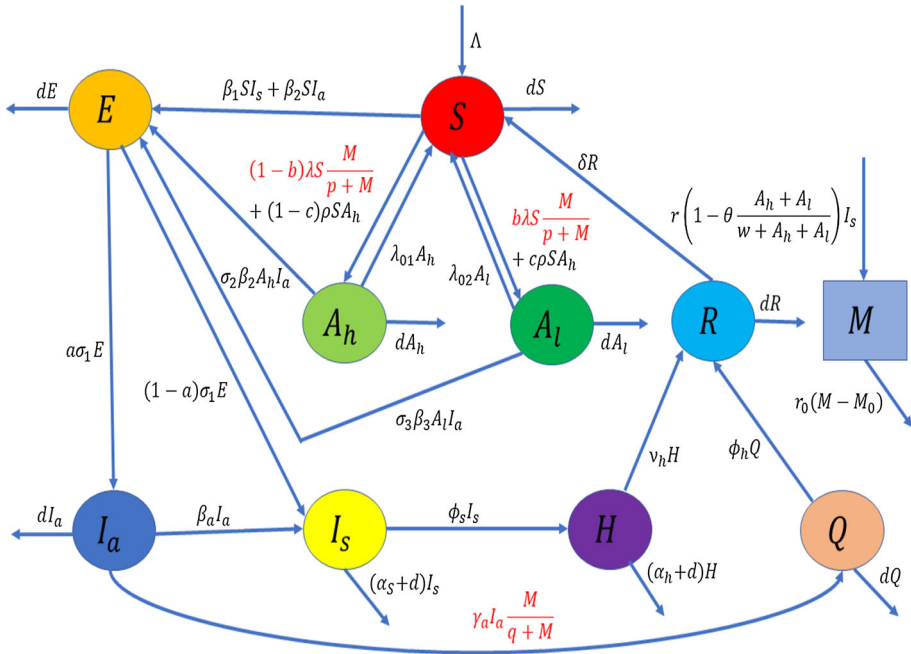 Λ
dE
E
β₁SIₛ + β₂SIₐ
S
dS
(1 − b)λS M/(p + M)
+ (1 − c)ρSAₕ
δR
r(1 − θ (Aₕ + Aₗ)/(w + Aₕ + Aₗ))Iₛ
bλS M/(p + M)
+ cρSAₕ
λ₀₁Aₕ
λ₀₂Aₗ
σ₂β₂AₕIₐ
Aₕ
dAₕ
Aₗ
dAₗ
R
dR
M
aσ₁E
(1 − a)σ₁E
σ₃β₃AₗIₐ
r₀(M − M₀)
νₕH
ϕₕQ
dIₐ
Iₐ
βₐIₐ
Iₛ
ϕₛIₛ
H
Q
(α_S+d)Iₛ
(αₕ+d)H
dQ
γₐIₐ M/(q + M)